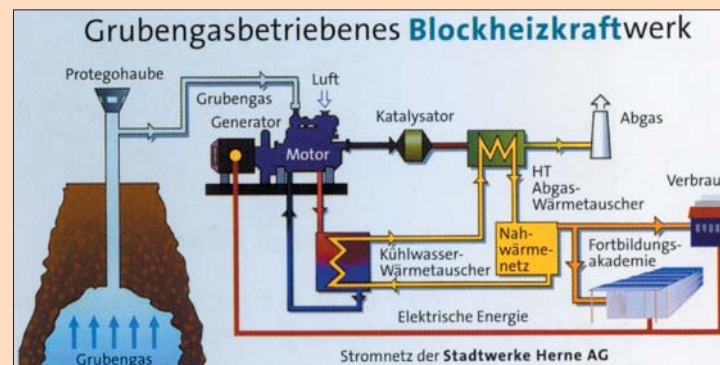 Grubengasbetriebenes Blockheizkraftwerk
Protegohaube
Luft
Grubengas
Generator
Katalysator
Abgas
Motor
HT
Abgas-
Wärmetauscher
Verbrau
Kühlwasser-
Wärmetauscher
Nah-
wärme-
netz
Fortbildungs-
akademie
Elektrische Energie
Grubengas
Stromnetz der Stadtwerke Herne AG